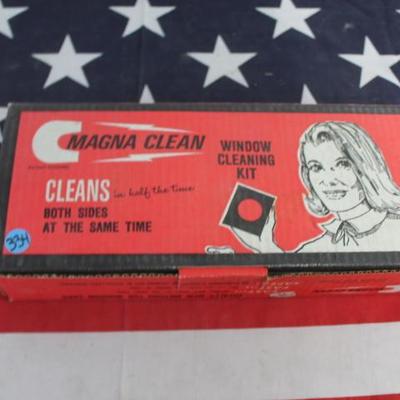 MAGNA CLEAN
WINDOW
CLEANING
KIT
CLEANS in half the time
BOTH SIDES
AT THE SAME TIME
334